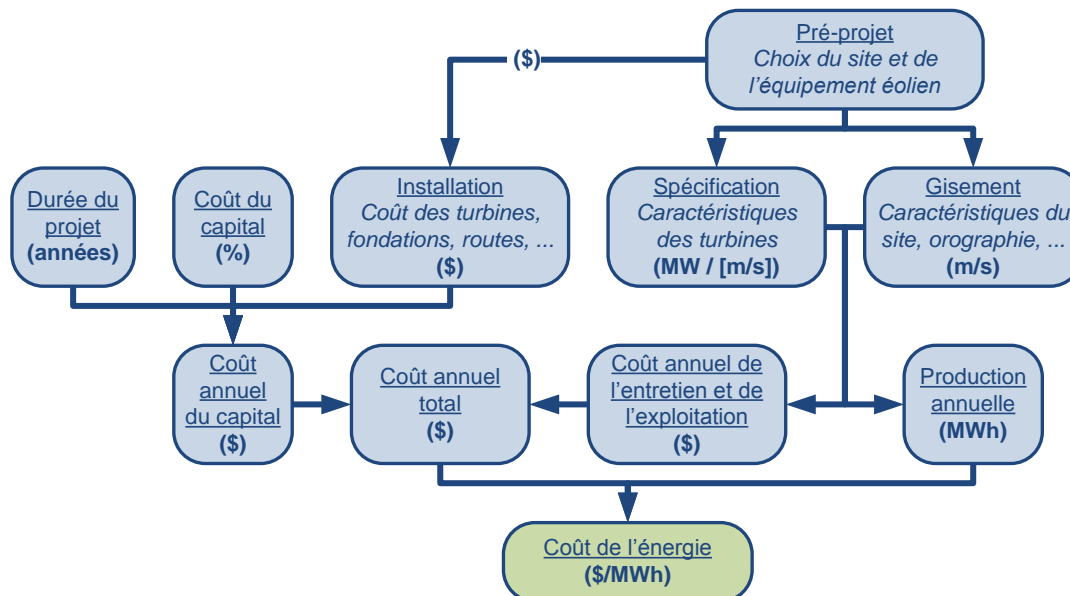 Pré-projet
Choix du site et de
l'équipement éolien
($)
Durée du
projet
(années)
Coût du
capital
(%)
Installation
Coût des turbines,
fondations, routes, ...
($)
Spécification
Caractéristiques
des turbines
(MW / [m/s])
Gisement
Caractéristiques du
site, orographie, ...
(m/s)
Coût
annuel
du capital
($)
Coût annuel
total
($)
Coût annuel de
l'entretien et de
l'exploitation
($)
Production
annuelle
(MWh)
Coût de l'énergie
($/MWh)